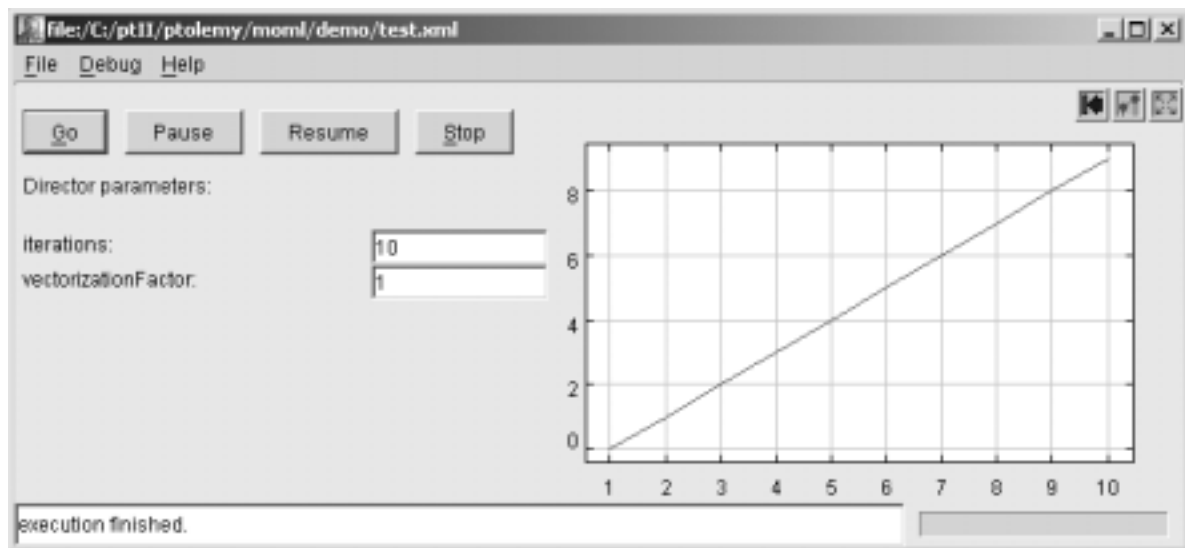 file:/C:/ptII/ptolemy/moml/demo/test.xml
File Debug Help
Go Pause Resume Stop
Director parameters:
iterations: 10
vectorizationFactor: 1
8
6
4
2
0
1 2 3 4 5 6 7 8 9 10
execution finished.